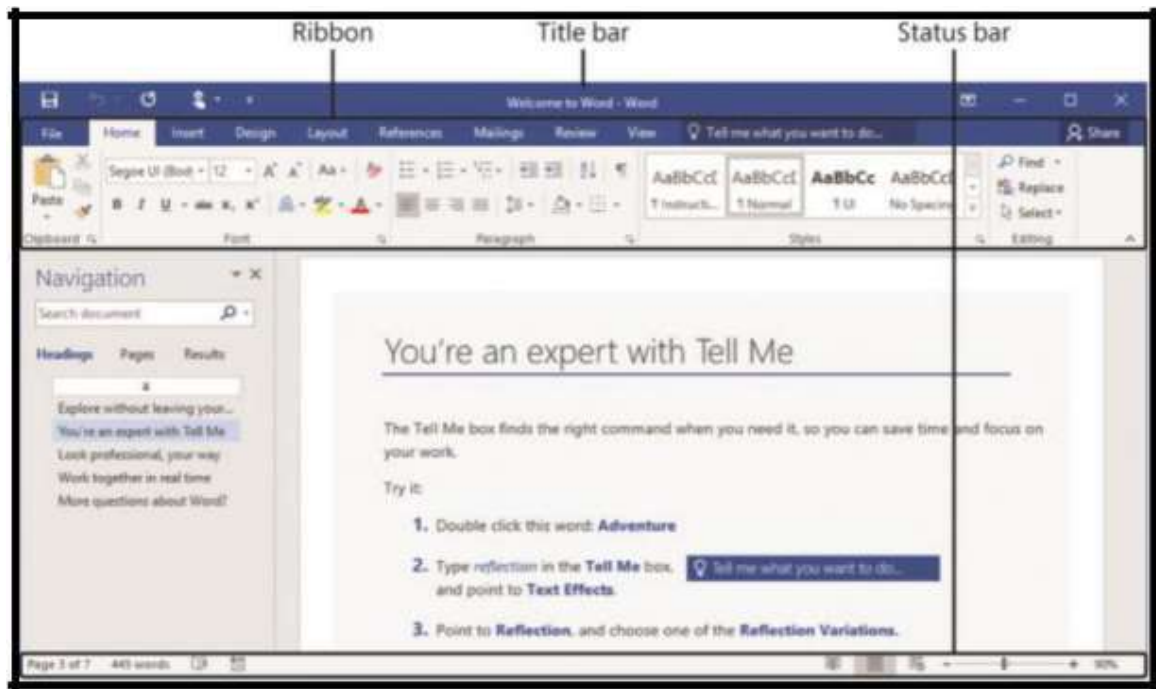 Ribbon Title bar Status bar
Welcome to Word - Word
File Home Insert Design Layout References Mailings Review View Tell me what you want to do... Share
Segoe UI (Body 12 A A Aa
Paste
B I U abc x, x² A
AaBbCcI AaBbCcI AaBbCc AaBbCcI
¶ Instructi... ¶ Normal ¶ UI No Spacing
Find
Replace
Select
Clipboard Font Paragraph Styles Editing
Navigation
Search document
Headings Pages Results
Explore without leaving your...
You're an expert with Tell Me
Look professional, your way
Work together in real time
More questions about Word?
You're an expert with Tell Me
The Tell Me box finds the right command when you need it, so you can save time and focus on
your work.
Try it:
1. Double click this word: Adventure
2. Type reflection in the Tell Me box,
and point to Text Effects.
Tell me what you want to do...
3. Point to Reflection, and choose one of the Reflection Variations.
Page 3 of 7 445 words 90%